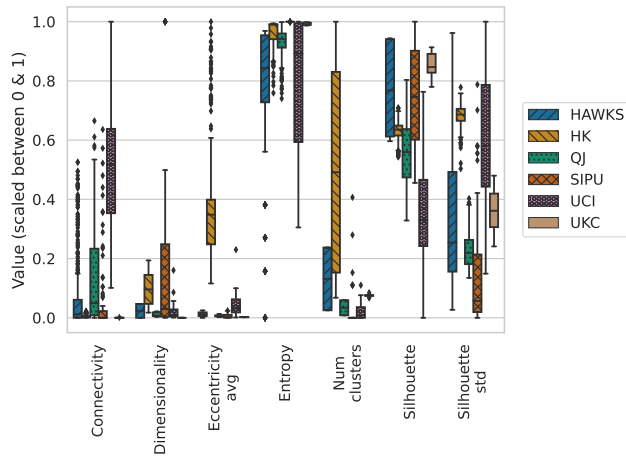 Value (scaled between 0 & 1)
1.0
0.8
0.6
0.4
0.2
0.0
Connectivity
Dimensionality
Eccentricity
avg
Entropy
Num
clusters
Silhouette
Silhouette
std
HAWKS
HK
QJ
SIPU
UCI
UKC